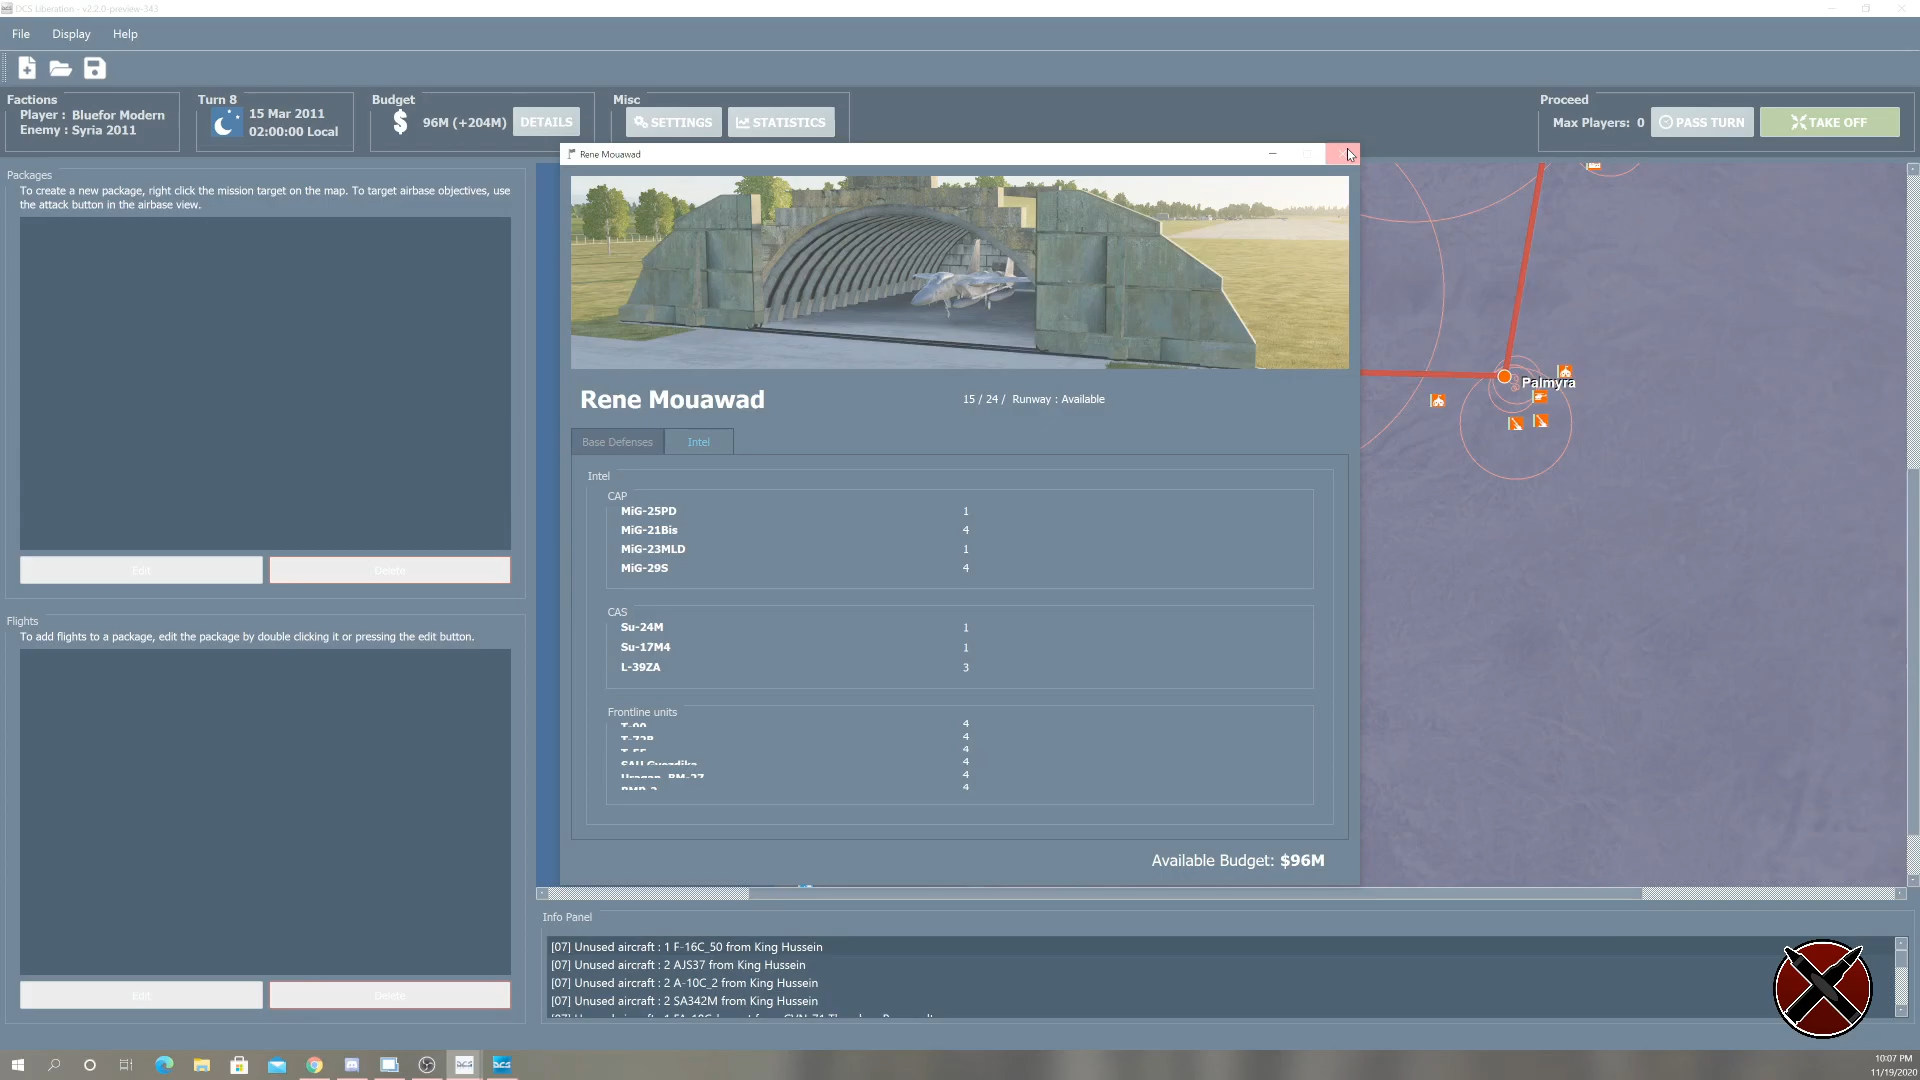 DCS Liberation - v2.2.0-preview-343
File
Display
Help
Factions
Player : Bluefor Modern
Enemy : Syria 2011
Turn 8
15 Mar 2011
02:00:00 Local
Budget
96M (+204M)
DETAILS
Misc
SETTINGS
STATISTICS
Proceed
Max Players: 0
PASS TURN
TAKE OFF
Packages
To create a new package, right click the mission target on the map. To target airbase objectives, use
the attack button in the airbase view.
Edit
Delete
Flights
To add flights to a package, edit the package by double clicking it or pressing the edit button.
Edit
Delete
Rene Mouawad
Rene Mouawad
15 / 24 / Runway : Available
Base Defenses
Intel
Intel
CAP
MiG-25PD 1
MiG-21Bis 4
MiG-23MLD 1
MiG-29S 4
CAS
Su-24M 1
Su-17M4 1
L-39ZA 3
Frontline units
4
4
4
4
4
4
Available Budget: $96M
Palmyra
Info Panel
[07] Unused aircraft : 1 F-16C_50 from King Hussein
[07] Unused aircraft : 2 AJS37 from King Hussein
[07] Unused aircraft : 2 A-10C_2 from King Hussein
[07] Unused aircraft : 2 SA342M from King Hussein
10:07 PM
11/19/2020